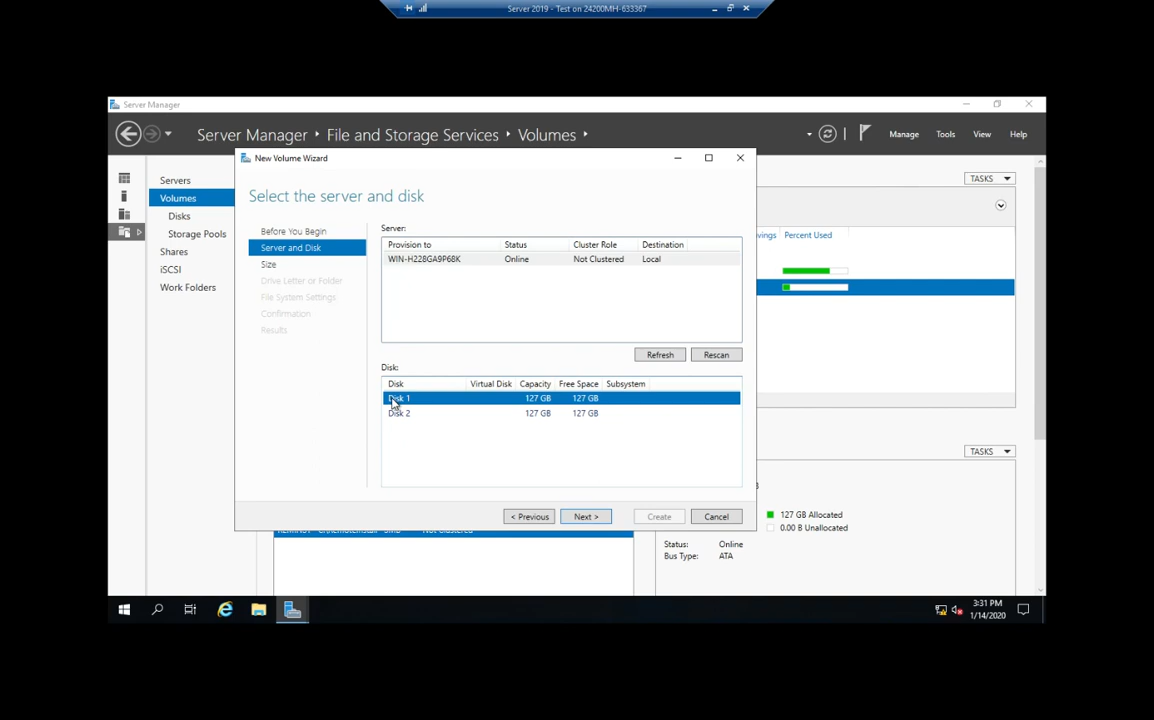 Server 2019 - Test on 24200MH-633367
Server Manager
Server Manager ‣ File and Storage Services ‣ Volumes ‣
Manage Tools View Help
Servers
Volumes
Disks
Storage Pools
Shares
iSCSI
Work Folders
New Volume Wizard
Select the server and disk
Before You Begin
Server and Disk
Size
Drive Letter or Folder
File System Settings
Confirmation
Results
Server:
Provision to Status Cluster Role Destination
WIN-H228GA9P68K Online Not Clustered Local
Refresh Rescan
Disk:
Disk Virtual Disk Capacity Free Space Subsystem
Disk 1 127 GB 127 GB
Disk 2 127 GB 127 GB
< Previous Next > Create Cancel
TASKS
Percent Used
TASKS
127 GB Allocated
0.00 B Unallocated
Status: Online
Bus Type: ATA
3:31 PM
1/14/2020